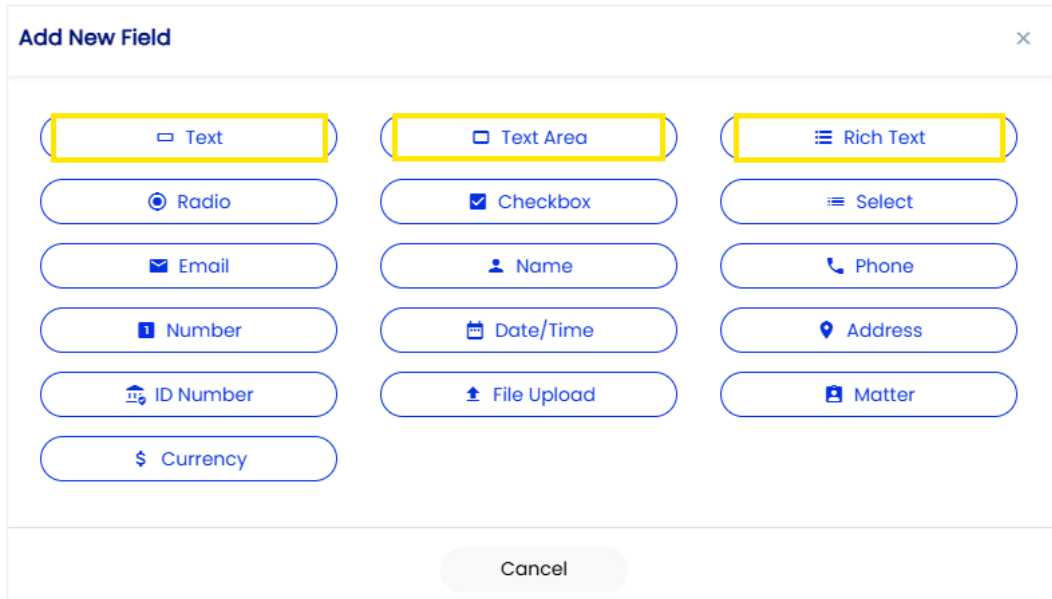 Add New Field
Text
Text Area
Rich Text
Radio
Checkbox
Select
Email
Name
Phone
Number
Date/Time
Address
ID Number
File Upload
Matter
$ Currency
Cancel